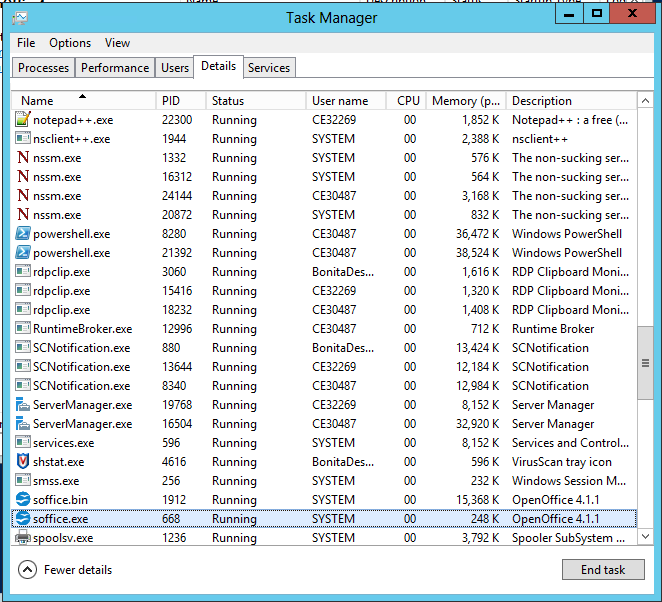 Task Manager
File Options View
Processes Performance Users Details Services
Name PID Status User name CPU Memory (p... Description
notepad++.exe 22300 Running CE32269 00 1,852 K Notepad++ : a free (...
nsclient++.exe 1944 Running SYSTEM 00 2,388 K nsclient++
nssm.exe 1332 Running SYSTEM 00 576 K The non-sucking ser...
nssm.exe 16312 Running SYSTEM 00 564 K The non-sucking ser...
nssm.exe 24144 Running CE30487 00 3,168 K The non-sucking ser...
nssm.exe 20872 Running SYSTEM 00 832 K The non-sucking ser...
powershell.exe 8280 Running CE30487 00 36,472 K Windows PowerShell
powershell.exe 21392 Running CE30487 00 38,524 K Windows PowerShell
rdpclip.exe 3060 Running BonitaDes... 00 1,616 K RDP Clipboard Moni...
rdpclip.exe 15416 Running CE32269 00 1,320 K RDP Clipboard Moni...
rdpclip.exe 18232 Running CE30487 00 1,408 K RDP Clipboard Moni...
RuntimeBroker.exe 12996 Running CE30487 00 712 K Runtime Broker
SCNotification.exe 880 Running BonitaDes... 00 13,424 K SCNotification
SCNotification.exe 13644 Running CE32269 00 12,184 K SCNotification
SCNotification.exe 8340 Running CE30487 00 12,984 K SCNotification
ServerManager.exe 19768 Running CE32269 00 8,152 K Server Manager
ServerManager.exe 16504 Running CE30487 00 32,920 K Server Manager
services.exe 596 Running SYSTEM 00 8,152 K Services and Control...
shstat.exe 4616 Running BonitaDes... 00 596 K VirusScan tray icon
smss.exe 256 Running SYSTEM 00 232 K Windows Session M...
soffice.bin 1912 Running SYSTEM 00 15,368 K OpenOffice 4.1.1
soffice.exe 668 Running SYSTEM 00 248 K OpenOffice 4.1.1
spoolsv.exe 1236 Running SYSTEM 00 3,792 K Spooler SubSystem ...
Fewer details End task